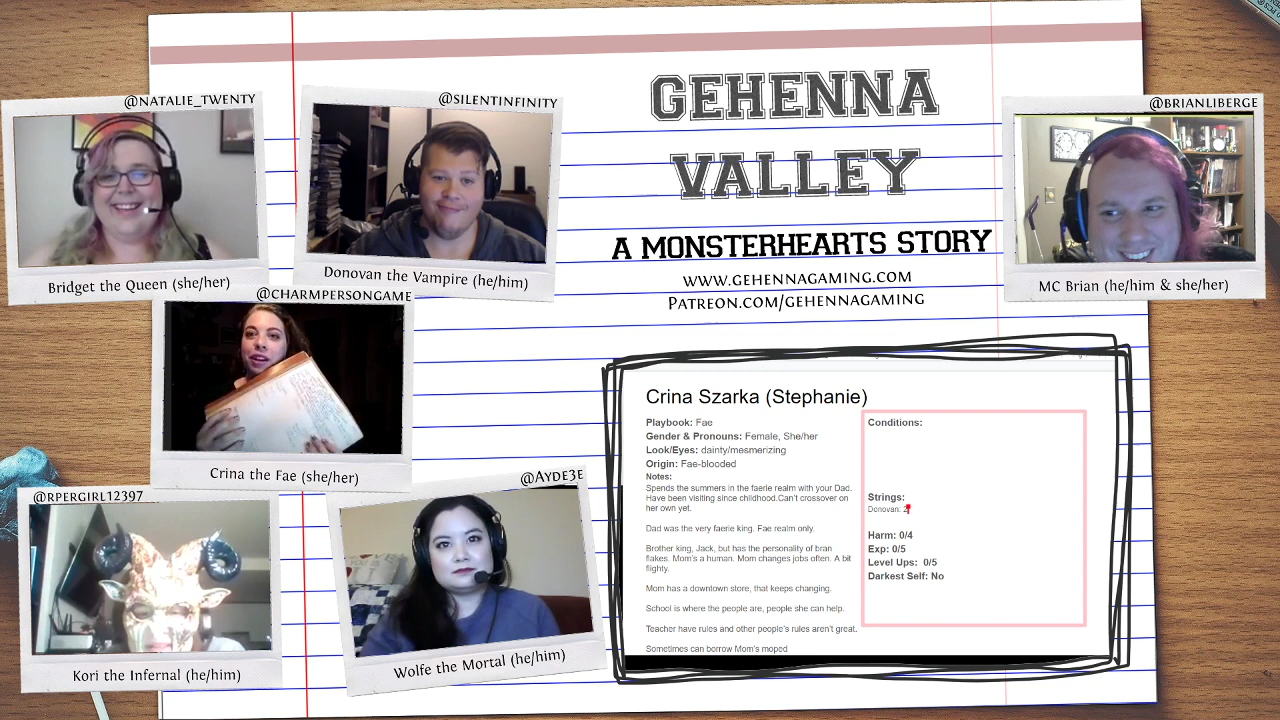 @NATALIE_TWENTY
Bridget the Queen (she/her)
@SILENTINFINITY
Donovan the Vampire (he/him)
GEHENNA
VALLEY
A MONSTERHEARTS STORY
WWW.GEHENNAGAMING.COM
PATREON.COM/GEHENNAGAMING
@BRIANLIBERGE
MC Brian (he/him & she/her)
@CHARMPERSONGAME
Crina the Fae (she/her)
@RPERGIRL12397
Kori the Infernal (he/him)
@AYDE3E
Wolfe the Mortal (he/him)
Crina Szarka (Stephanie)
Playbook: Fae
Gender & Pronouns: Female, She/her
Look/Eyes: dainty/mesmerizing
Origin: Fae-blooded
Notes:
Spends the summers in the faerie realm with your Dad.
Have been visiting since childhood.Can't crossover on
her own yet.
Dad was the very faerie king. Fae realm only.
Brother king, Jack, but has the personality of bran
flakes. Mom's a human. Mom changes jobs often. A bit
flighty.
Mom has a downtown store, that keeps changing.
School is where the people are, people she can help.
Teacher have rules and other people's rules aren't great.
Sometimes can borrow Mom's moped
Conditions:
Strings:
Donovan: 2
Harm: 0/4
Exp: 0/5
Level Ups: 0/5
Darkest Self: No